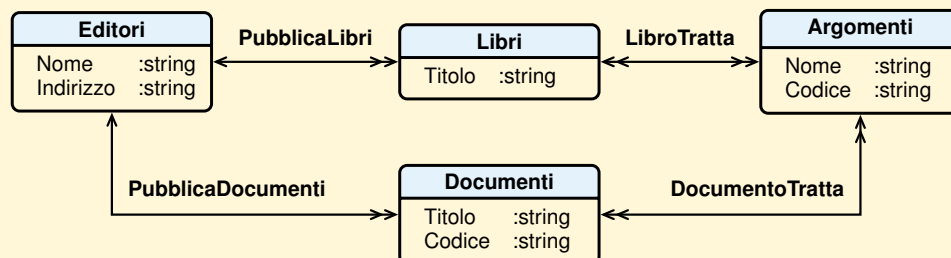 Editori
Nome :string
Indirizzo :string
PubblicaLibri
Libri
Titolo :string
LibroTratta
Argomenti
Nome :string
Codice :string
PubblicaDocumenti
Documenti
Titolo :string
Codice :string
DocumentoTratta